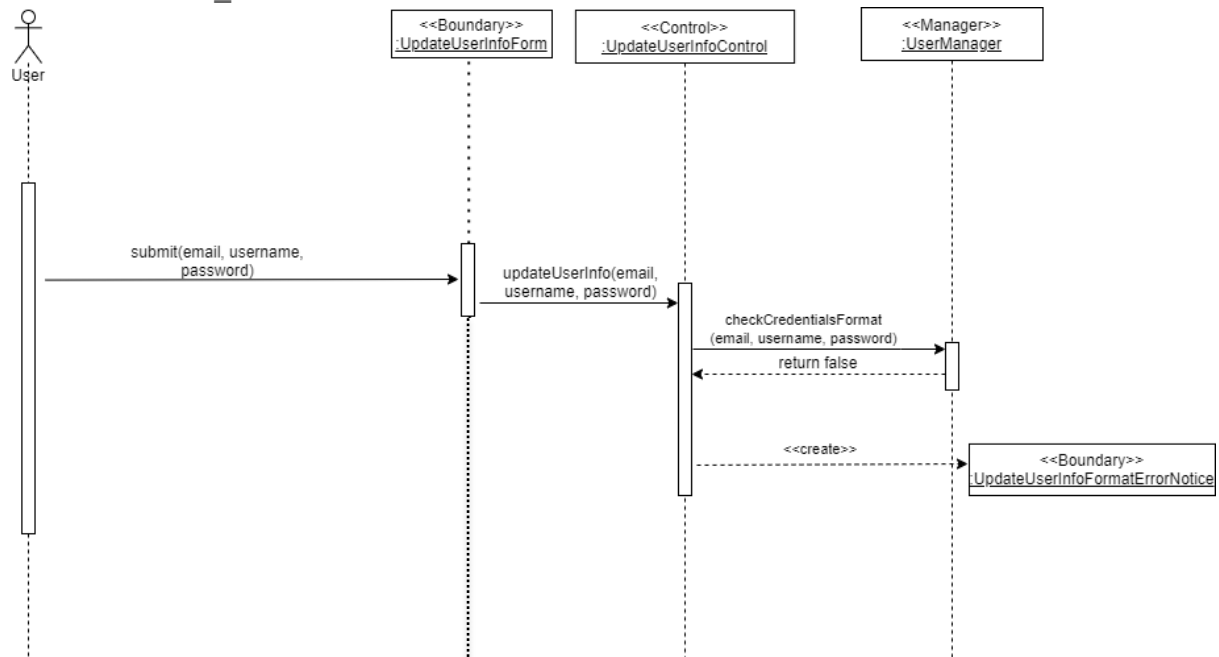 User
<<Boundary>>
:UpdateUserInfoForm
<<Control>>
:UpdateUserInfoControl
<<Manager>>
:UserManager
submit(email, username,
password)
updateUserInfo(email,
username, password)
checkCredentialsFormat
(email, username, password)
return false
<<create>>
<<Boundary>>
:UpdateUserInfoFormatErrorNotice